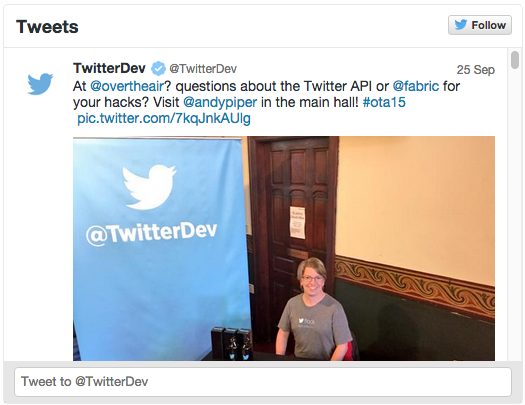 Tweets
Follow
TwitterDev @TwitterDev 25 Sep
At @overtheair? questions about the Twitter API or @fabric for
your hacks? Visit @andypiper in the main hall! #ota15
pic.twitter.com/7kqJnkAUlg
@TwitterDev
Tweet to @TwitterDev